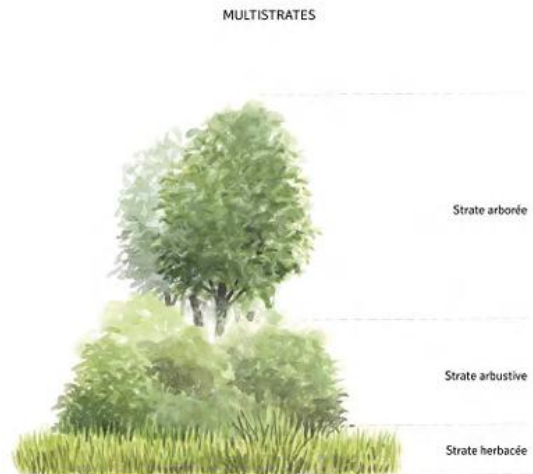 MULTISTRATES
Strate arborée
Strate arbustive
Strate herbacée